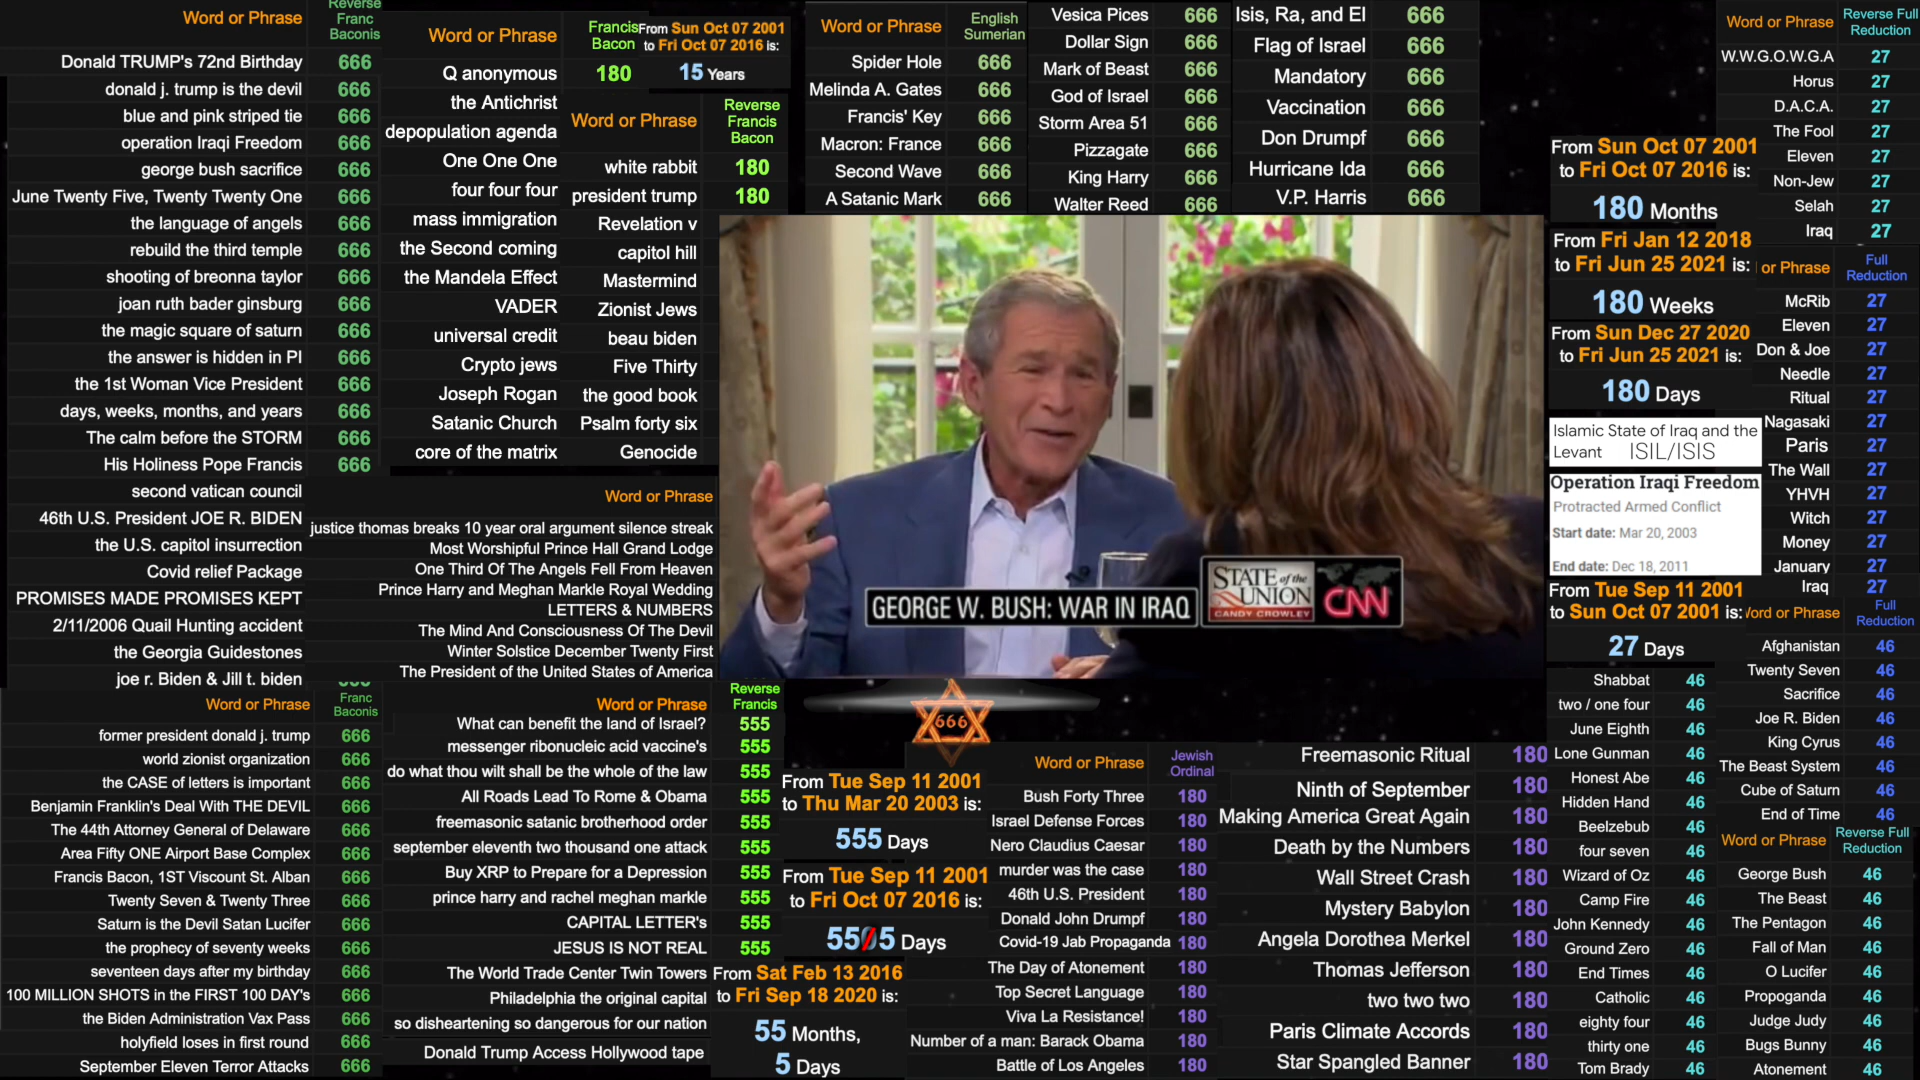 Word or Phrase
Reverse
Franc
Baconis
Donald TRUMP's 72nd Birthday 666
donald j. trump is the devil 666
blue and pink striped tie 666
operation Iraqi Freedom 666
george bush sacrifice 666
June Twenty Five, Twenty Twenty One 666
the language of angels 666
rebuild the third temple 666
shooting of breonna taylor 666
joan ruth bader ginsburg 666
the magic square of saturn 666
the answer is hidden in PI 666
the 1st Woman Vice President 666
days, weeks, months, and years 666
The calm before the STORM 666
His Holiness Pope Francis 666
second vatican council
46th U.S. President JOE R. BIDEN
the U.S. capitol insurrection
Covid relief Package
PROMISES MADE PROMISES KEPT
2/11/2006 Quail Hunting accident
the Georgia Guidestones
joe r. Biden & Jill t. biden
Word or Phrase
Francis
Bacon
Q anonymous 180
the Antichrist
depopulation agenda
One One One
four four four
mass immigration
the Second coming
the Mandela Effect
VADER
universal credit
Crypto jews
Joseph Rogan
Satanic Church
core of the matrix
From Sun Oct 07 2001
to Fri Oct 07 2016 is:
15 Years
Word or Phrase
Reverse
Francis
Bacon
white rabbit 180
president trump 180
Revelation v
capitol hill
Mastermind
Zionist Jews
beau biden
Five Thirty
the good book
Psalm forty six
Genocide
Word or Phrase
justice thomas breaks 10 year oral argument silence streak
Most Worshipful Prince Hall Grand Lodge
One Third Of The Angels Fell From Heaven
Prince Harry and Meghan Markle Royal Wedding
LETTERS & NUMBERS
The Mind And Consciousness Of The Devil
Winter Solstice December Twenty First
The President of the United States of America
Word or Phrase
English
Sumerian
Spider Hole 666
Melinda A. Gates 666
Francis' Key 666
Macron: France 666
Second Wave 666
A Satanic Mark 666
Vesica Pices 666
Dollar Sign 666
Mark of Beast 666
God of Israel 666
Storm Area 51 666
Pizzagate 666
King Harry 666
Walter Reed 666
Isis, Ra, and El 666
Flag of Israel 666
Mandatory 666
Vaccination 666
Don Drumpf 666
Hurricane Ida 666
V.P. Harris 666
GEORGE W. BUSH: WAR IN IRAQ
STATE of the
UNION
CANDY CROWLEY
CNN
Word or Phrase
Reverse Full
Reduction
W.W.G.O.W.G.A 27
Horus 27
D.A.C.A. 27
The Fool 27
Eleven 27
Non-Jew 27
Selah 27
Iraq 27
From Sun Oct 07 2001
to Fri Oct 07 2016 is:
180 Months
From Fri Jan 12 2018
to Fri Jun 25 2021 is:
180 Weeks
From Sun Dec 27 2020
to Fri Jun 25 2021 is:
180 Days
Islamic State of Iraq and the
Levant ISIL/ISIS
Operation Iraqi Freedom
Protracted Armed Conflict
Start date: Mar 20, 2003
End date: Dec 18, 2011
From Tue Sep 11 2001
to Sun Oct 07 2001 is:
27 Days
or Phrase
Full
Reduction
McRib 27
Eleven 27
Don & Joe 27
Needle 27
Ritual 27
Nagasaki 27
Paris 27
The Wall 27
YHVH 27
Witch 27
Money 27
January 27
Iraq 27
Word or Phrase
Full
Reduction
Afghanistan 46
Twenty Seven 46
Sacrifice 46
Joe R. Biden 46
King Cyrus 46
The Beast System 46
Cube of Saturn 46
End of Time 46
Word or Phrase
Reverse Full
Reduction
George Bush 46
The Beast 46
The Pentagon 46
Fall of Man 46
O Lucifer 46
Propoganda 46
Judge Judy 46
Bugs Bunny 46
Atonement 46
Shabbat 46
two / one four 46
June Eighth 46
Lone Gunman 46
Honest Abe 46
Hidden Hand 46
Beelzebub 46
four seven 46
Wizard of Oz 46
Camp Fire 46
John Kennedy 46
Ground Zero 46
End Times 46
Catholic 46
eighty four 46
thirty one 46
Tom Brady 46
Word or Phrase
Franc
Baconis
former president donald j. trump 666
world zionist organization 666
the CASE of letters is important 666
Benjamin Franklin's Deal With THE DEVIL 666
The 44th Attorney General of Delaware 666
Area Fifty ONE Airport Base Complex 666
Francis Bacon, 1ST Viscount St. Alban 666
Twenty Seven & Twenty Three 666
Saturn is the Devil Satan Lucifer 666
the prophecy of seventy weeks 666
seventeen days after my birthday 666
100 MILLION SHOTS in the FIRST 100 DAY's 666
the Biden Administration Vax Pass 666
holyfield loses in first round 666
September Eleven Terror Attacks 666
Word or Phrase
Reverse
Francis
What can benefit the land of Israel? 555
messenger ribonucleic acid vaccine's 555
do what thou wilt shall be the whole of the law 555
All Roads Lead To Rome & Obama 555
freemasonic satanic brotherhood order 555
september eleventh two thousand one attack 555
Buy XRP to Prepare for a Depression 555
prince harry and rachel meghan markle 555
CAPITAL LETTER's 555
JESUS IS NOT REAL 555
The World Trade Center Twin Towers
Philadelphia the original capital
so disheartening so dangerous for our nation
Donald Trump Access Hollywood tape
666
From Tue Sep 11 2001
to Thu Mar 20 2003 is:
555 Days
From Tue Sep 11 2001
to Fri Oct 07 2016 is:
5505 Days
From Sat Feb 13 2016
to Fri Sep 18 2020 is:
55 Months,
5 Days
Word or Phrase
Jewish
Ordinal
Bush Forty Three 180
Israel Defense Forces 180
Nero Claudius Caesar 180
murder was the case 180
46th U.S. President 180
Donald John Drumpf 180
Covid-19 Jab Propaganda 180
The Day of Atonement 180
Top Secret Language 180
Viva La Resistance! 180
Number of a man: Barack Obama 180
Battle of Los Angeles 180
Freemasonic Ritual 180
Ninth of September 180
Making America Great Again 180
Death by the Numbers 180
Wall Street Crash 180
Mystery Babylon 180
Angela Dorothea Merkel 180
Thomas Jefferson 180
two two two 180
Paris Climate Accords 180
Star Spangled Banner 180